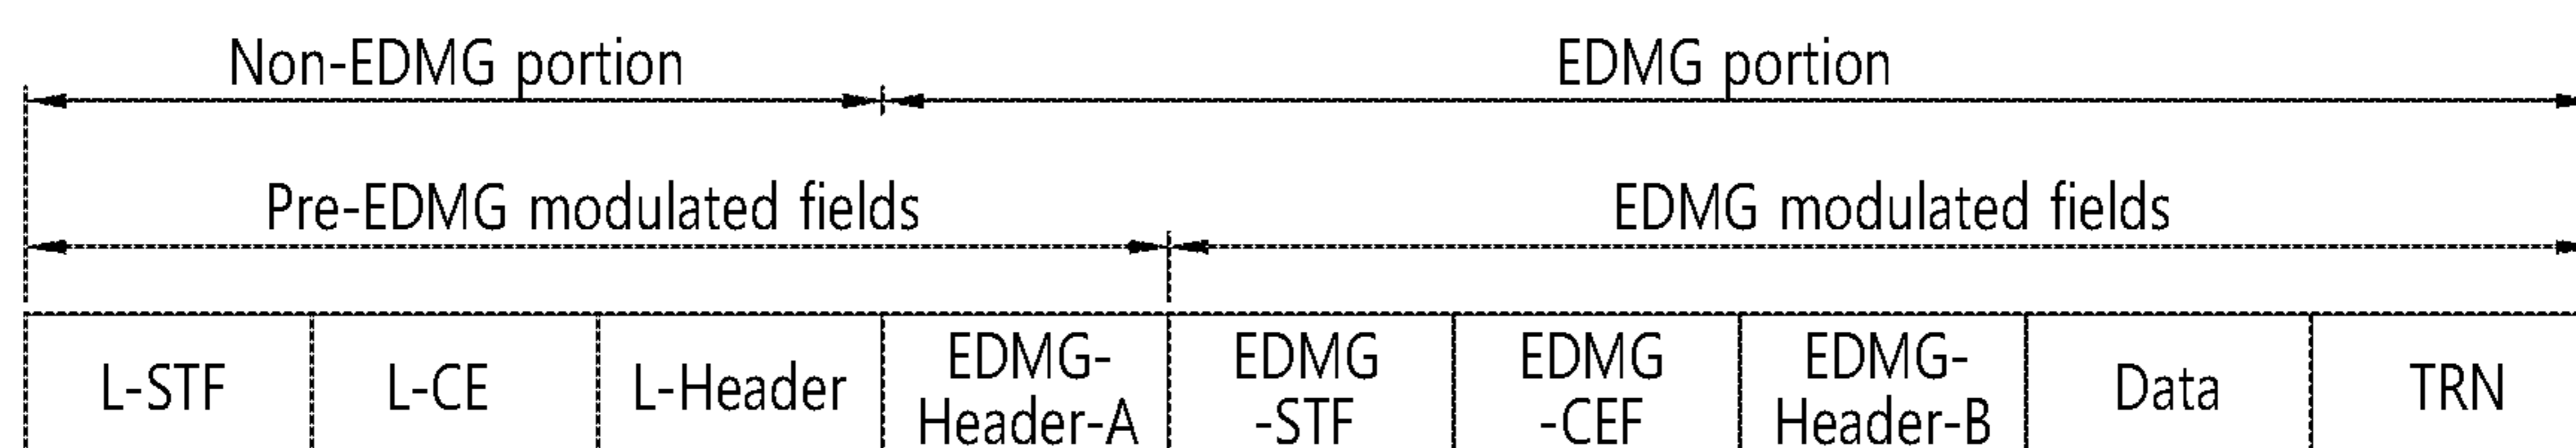 Non-EDMG portion EDMG portion
Pre-EDMG modulated fields EDMG modulated fields
L-STF L-CE L-Header EDMG-Header-A EDMG-STF EDMG-CEF EDMG-Header-B Data TRN